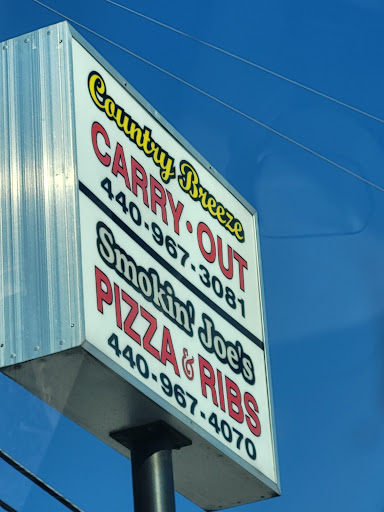 Country Breeze
CARRY·OUT
440-967-3081
Smokin' Joe's
PIZZA & RIBS
440-967-4070